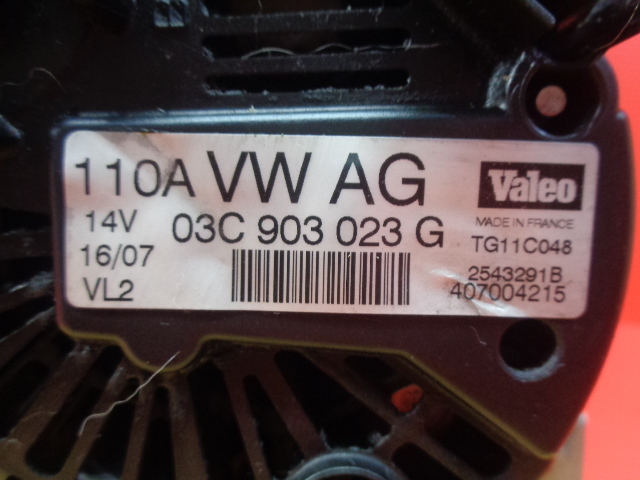 110A VW AG Valeo
14V 03C 903 023 G MADE IN FRANCE
16/07 TG11C048
VL2 2543291B
407004215